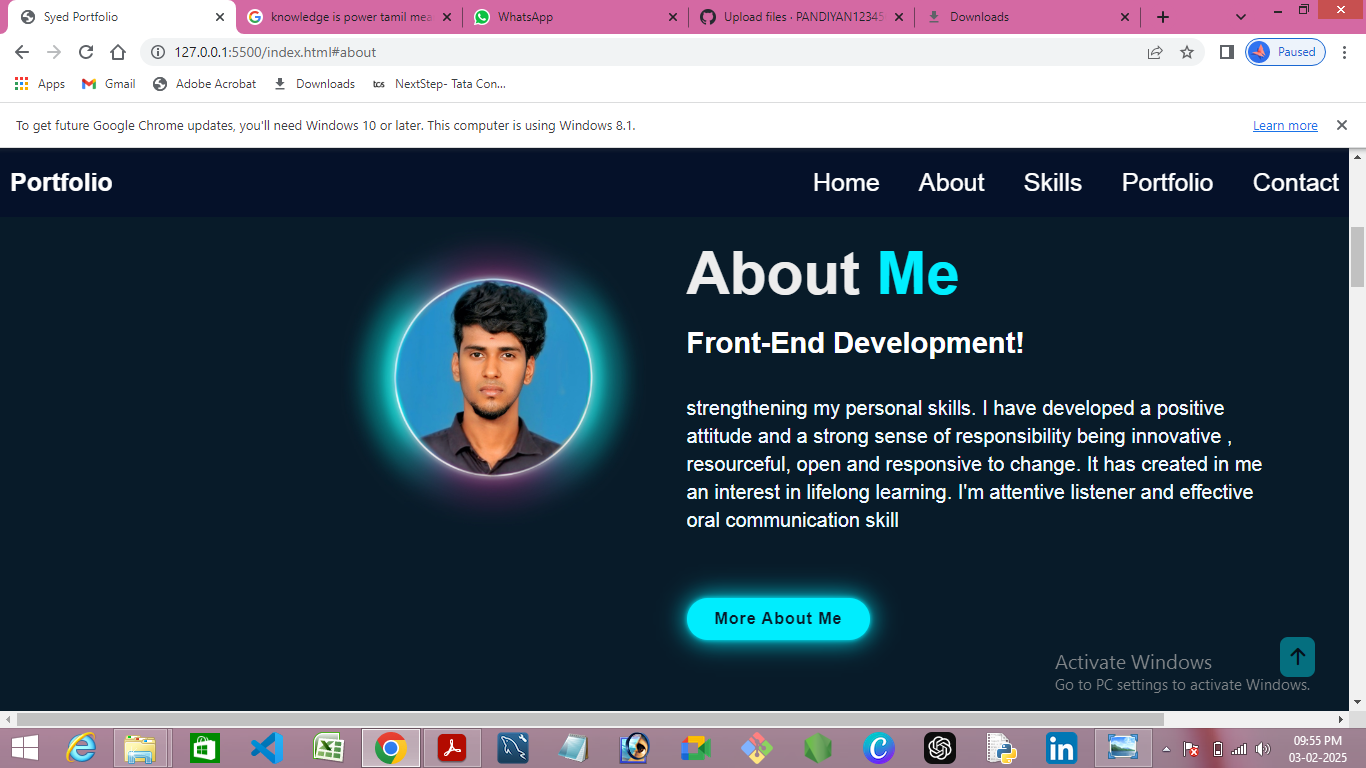 Syed Portfolio
knowledge is power tamil mea
WhatsApp
Upload files · PANDIYAN12345
Downloads
127.0.0.1:5500/index.html#about
Paused
Apps
Gmail
Adobe Acrobat
Downloads
tcs
NextStep- Tata Con...
To get future Google Chrome updates, you'll need Windows 10 or later. This computer is using Windows 8.1.
Learn more
Portfolio
Home
About
Skills
Portfolio
Contact
About Me
Front-End Development!
strengthening my personal skills. I have developed a positive
attitude and a strong sense of responsibility being innovative ,
resourceful, open and responsive to change. It has created in me
an interest in lifelong learning. I'm attentive listener and effective
oral communication skill
More About Me
Activate Windows
Go to PC settings to activate Windows.
09:55 PM
03-02-2025